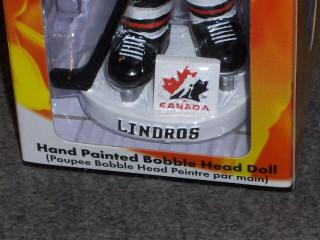 CANADA
LINDROS
Hand Painted Bobble Head Doll
(Poupee Bobble Head Peintre par main)